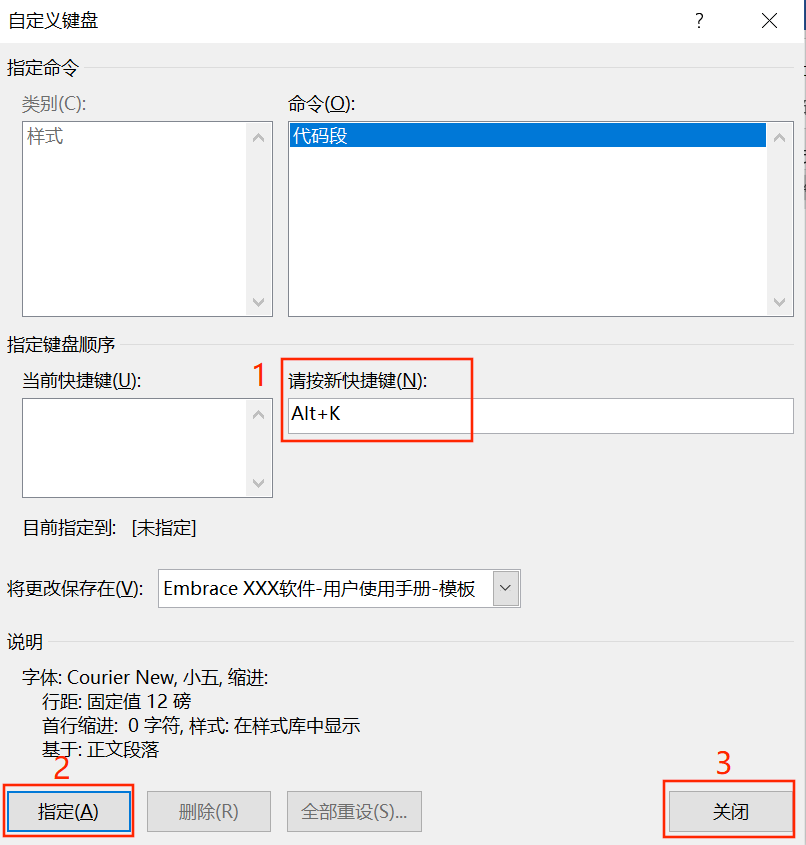 自定义键盘
?
指定命令
类别(C):
命令(O):
样式
代码段
指定键盘顺序
当前快捷键(U):
1
请按新快捷键(N):
Alt+K
目前指定到: [未指定]
将更改保存在(V):
Embrace XXX软件-用户使用手册-模板
说明
字体: Courier New, 小五, 缩进:
行距: 固定值 12 磅
首行缩进: 0 字符, 样式: 在样式库中显示
基于: 正文段落
2
3
指定(A)
删除(R)
全部重设(S)...
关闭